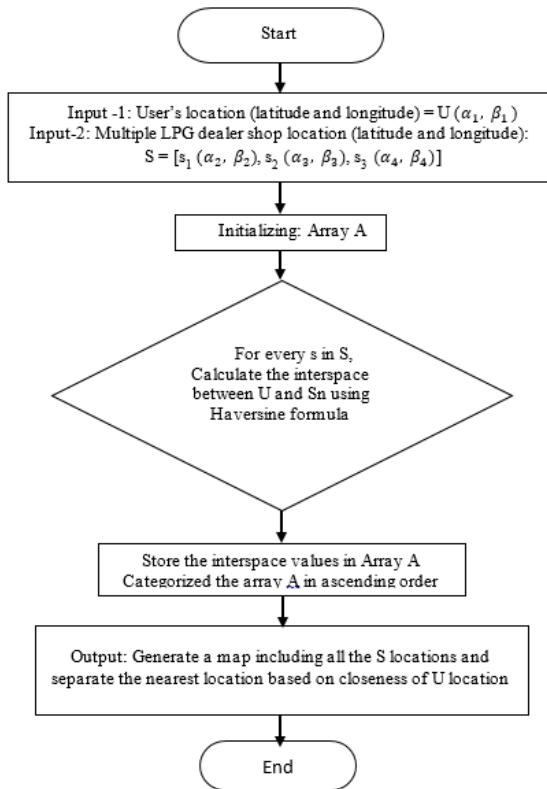 Start
Input -1: User's location (latitude and longitude) = U (α₁, β₁)
Input-2: Multiple LPG dealer shop location (latitude and longitude):
S = [s₁ (α₂, β₂), s₂ (α₃, β₃), s₃ (α₄, β₄)]
Initializing: Array A
For every s in S,
Calculate the interspace
between U and Sn using
Haversine formula
Store the interspace values in Array A
Categorized the array A in ascending order
Output: Generate a map including all the S locations and
separate the nearest location based on closeness of U location
End